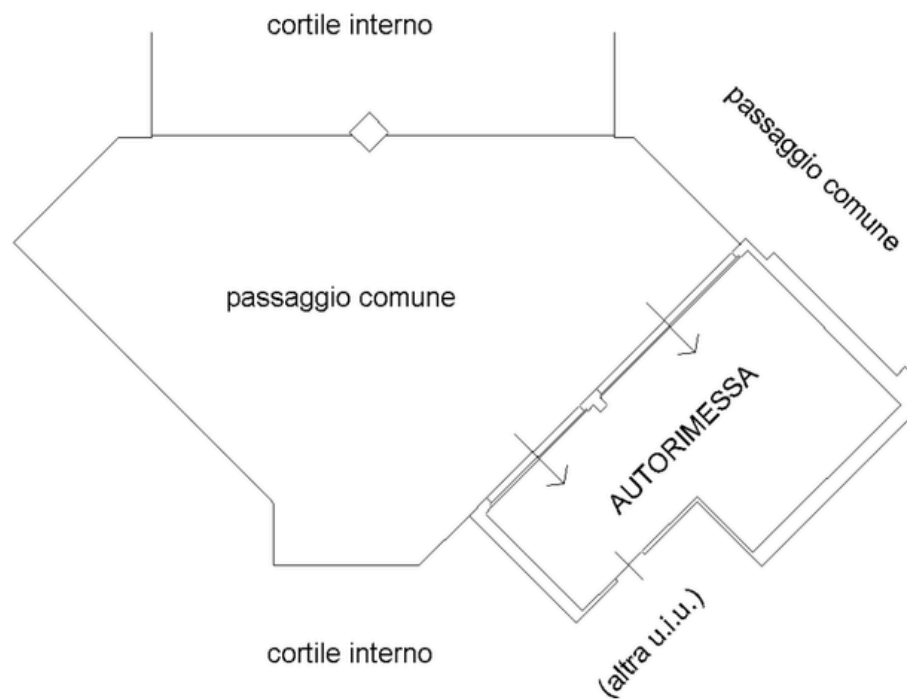 cortile interno
passaggio comune
passaggio comune
AUTORIMESSA
(altra u.i.u.)
cortile interno